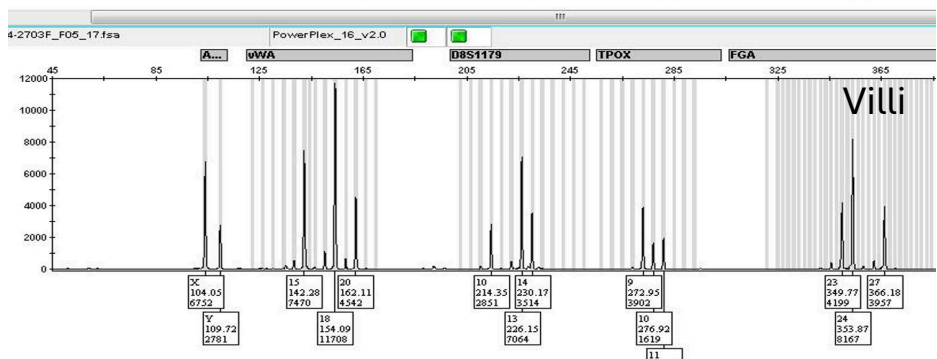 4-2703F_F05_17.fsa PowerPlex_16_v2.0
A... vWA D8S1179 TPOX FGA
45 85 125 165 205 245 285 325 365
Villi
12000
10000
8000
6000
4000
2000
0
X 15 20 10 14 9 23 27
104.05 142.28 162.11 214.35 230.17 272.95 349.77 366.18
6752 7470 4542 2851 3514 3902 4199 3957
Y 18 13 10 24
109.72 154.09 226.15 276.92 353.87
2781 11708 7064 1619 8167
11